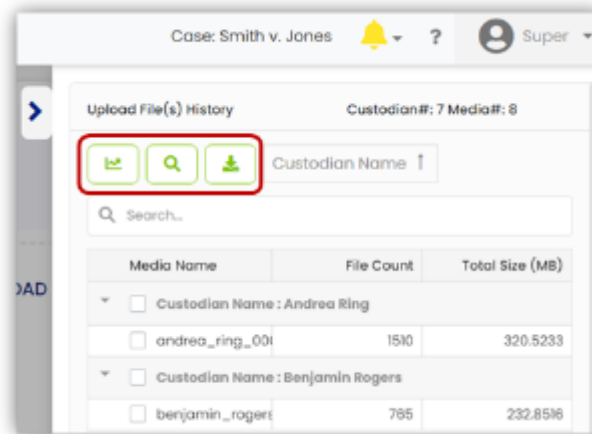 Case: Smith v. Jones ? Super
Upload File(s) History Custodian#: 7 Media#: 8
Custodian Name
Search...
OAD
Media Name File Count Total Size (MB)
Custodian Name : Andrea Ring
andrea_ring_00 1510 320.5233
Custodian Name : Benjamin Rogers
benjamin_rogers 765 232.8516